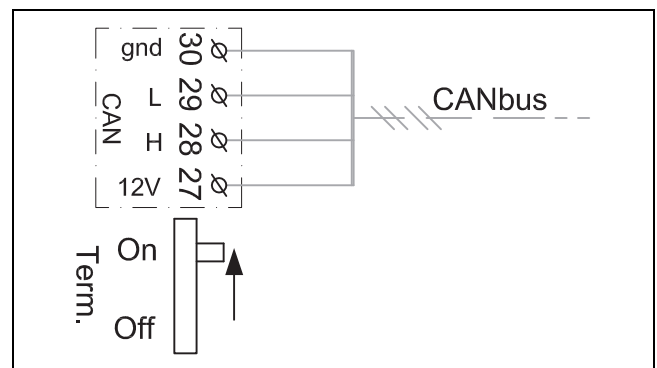 gnd 30
L 29
CAN
H 28
12V 27
CANbus
Term.
On
Off